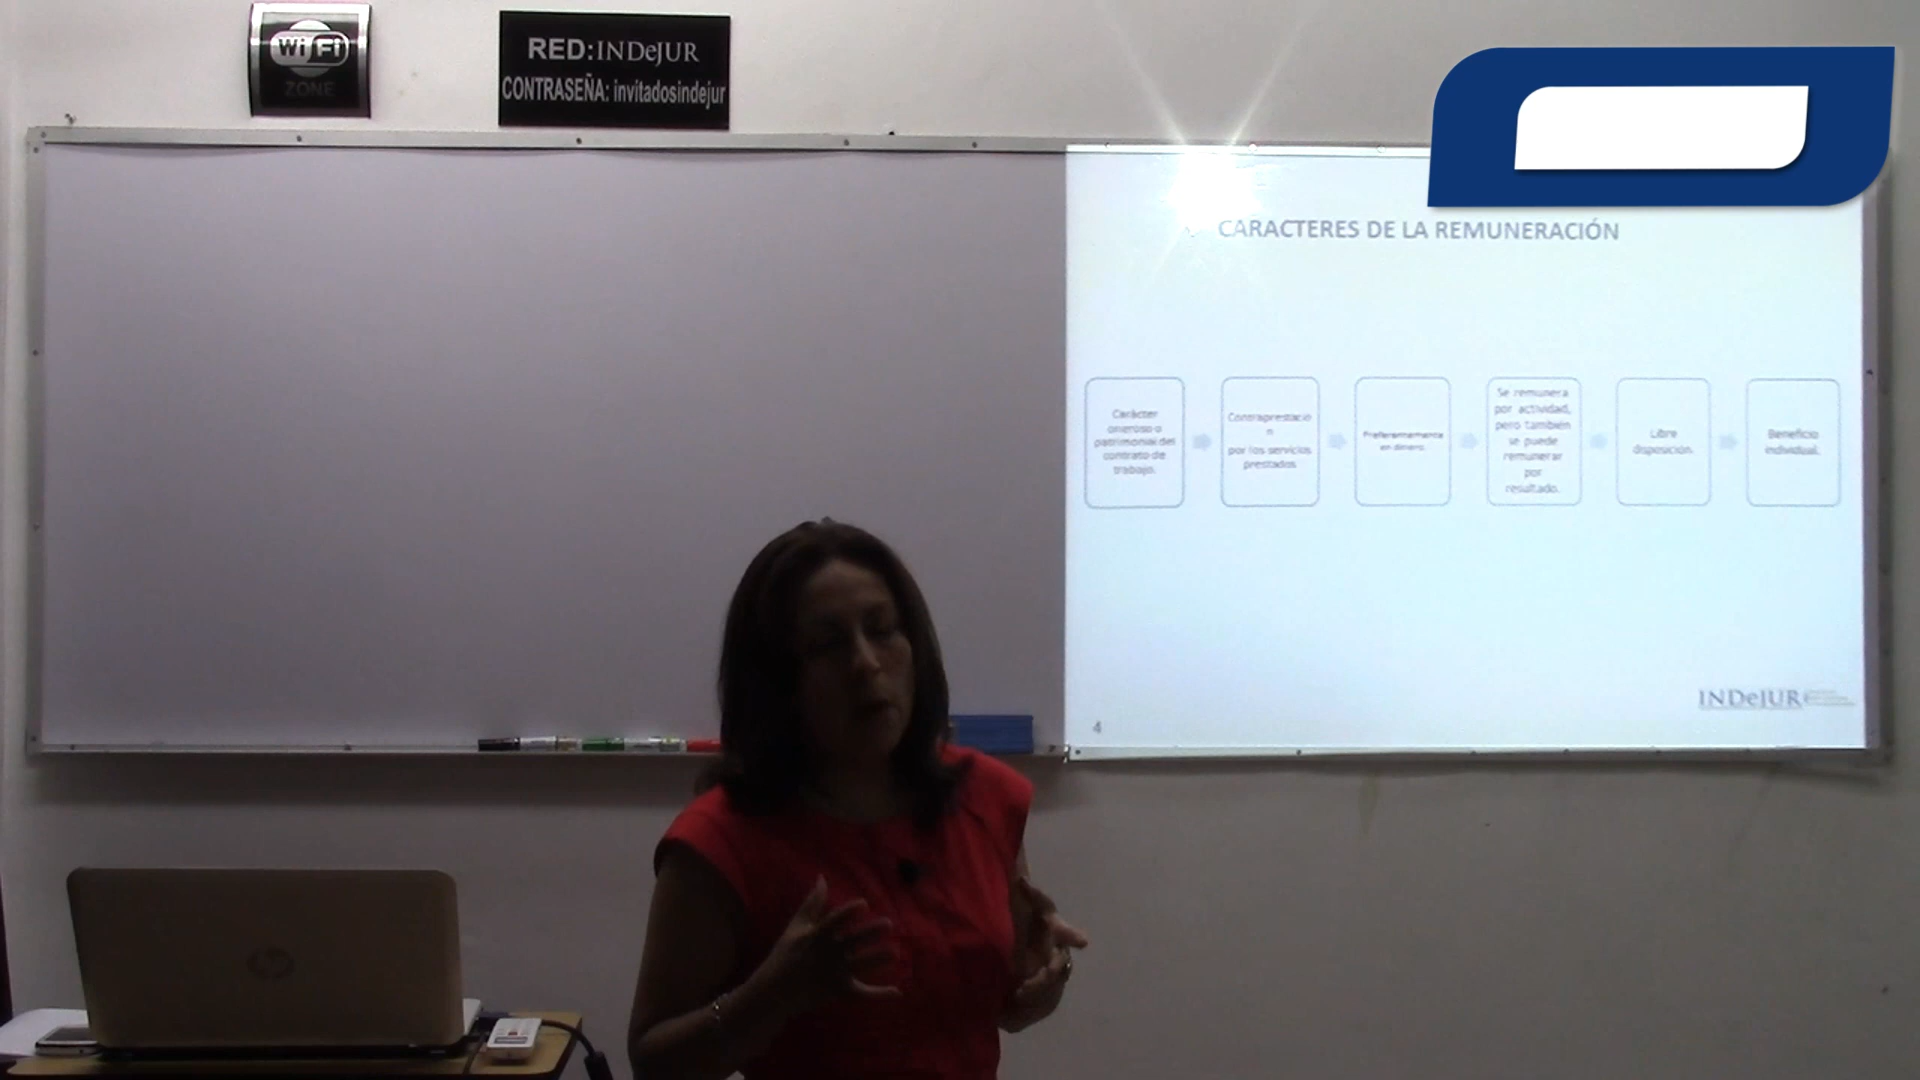 WiFi
ZONE
RED:INDeJUR
CONTRASEÑA: invitadosindejur
CARACTERES DE LA REMUNERACIÓN
Carácter
oneroso o
patrimonial del
contrato de
trabajo.
Contraprestació
n
por los servicios
prestados
Preferentemente
en dinero.
Se remunera
por actividad,
pero también
se puede
remunerar
por
resultado.
Libre
disposición.
Beneficio
individual.
INDeJUR
4
hp